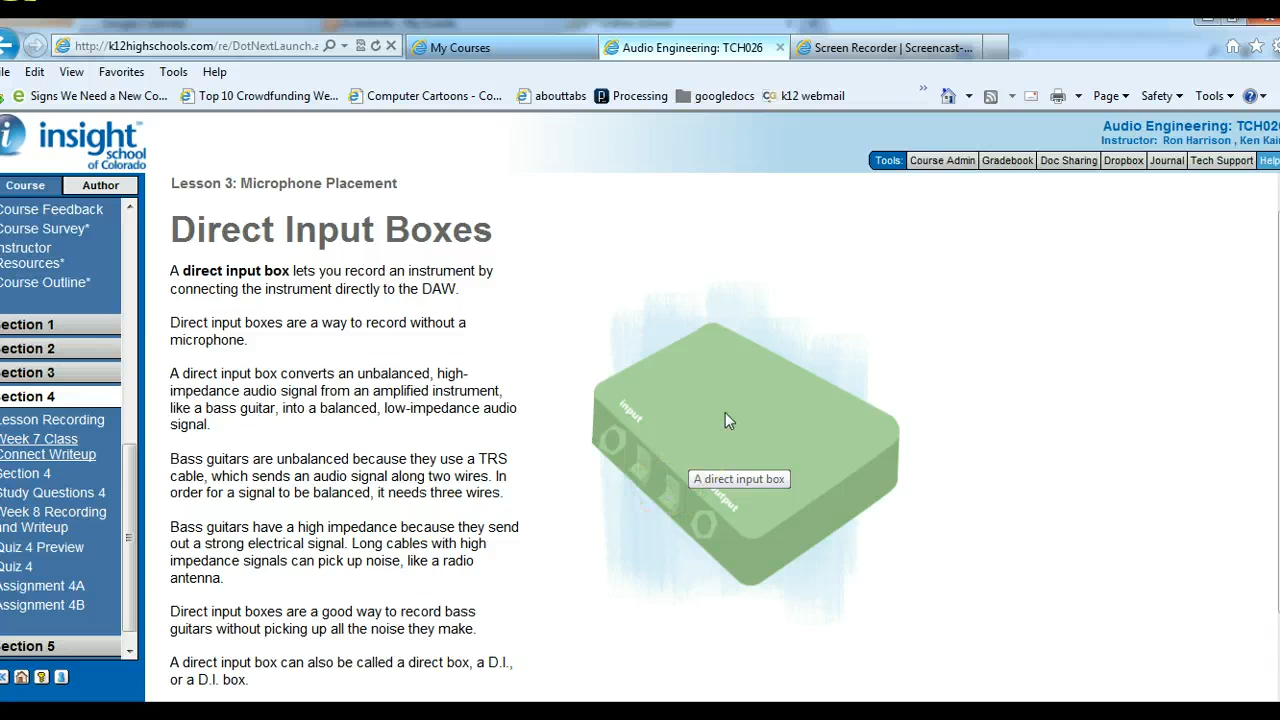 http://k12highschools.com/re/DotNextLaunch.a
My Courses
Audio Engineering: TCH026
Screen Recorder | Screencast-...
Edit View Favorites Tools Help
Signs We Need a New Co... Top 10 Crowdfunding We... Computer Cartoons - Co... abouttabs Processing googledocs k12 webmail » Page Safety Tools
insight
school
of Colorado
Audio Engineering: TCH02
Instructor: Ron Harrison , Ken Kai
Tools: Course Admin Gradebook Doc Sharing Dropbox Journal Tech Support Help
Course Author
Course Feedback
Course Survey*
nstructor
Resources*
Course Outline*
ection 1
ection 2
ection 3
ection 4
Lesson Recording
Week 7 Class
Connect Writeup
Section 4
Study Questions 4
Week 8 Recording
and Writeup
Quiz 4 Preview
Quiz 4
Assignment 4A
Assignment 4B
ection 5
Lesson 3: Microphone Placement
Direct Input Boxes
A direct input box lets you record an instrument by
connecting the instrument directly to the DAW.
Direct input boxes are a way to record without a
microphone.
A direct input box converts an unbalanced, high-
impedance audio signal from an amplified instrument,
like a bass guitar, into a balanced, low-impedance audio
signal.
Bass guitars are unbalanced because they use a TRS
cable, which sends an audio signal along two wires. In
order for a signal to be balanced, it needs three wires.
Bass guitars have a high impedance because they send
out a strong electrical signal. Long cables with high
impedance signals can pick up noise, like a radio
antenna.
Direct input boxes are a good way to record bass
guitars without picking up all the noise they make.
A direct input box can also be called a direct box, a D.I.,
or a D.I. box.
input
A direct input box
output